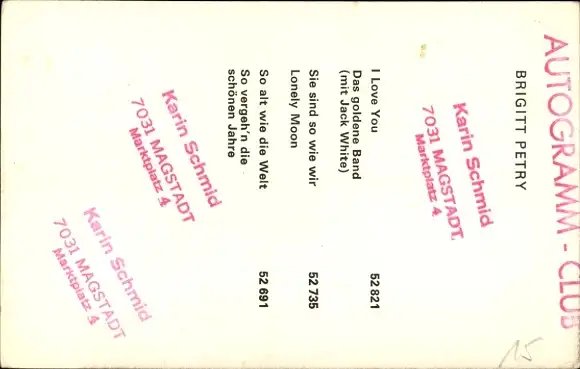 AUTOGRAMM - CLUB
BRIGITT PETRY
I Love You
Das goldene Band
(mit Jack White) 52 821
Sie sind so wie wir
Lonely Moon 52 735
So alt wie die Welt
So vergeh'n die
schönen Jahre 52 691
Karin Schmid
7031 MAGSTADT
Marktplatz 4
Karin Schmid
7031 MAGSTADT
Marktplatz 4
Karin Schmid
7031 MAGSTADT
Marktplatz 4
15